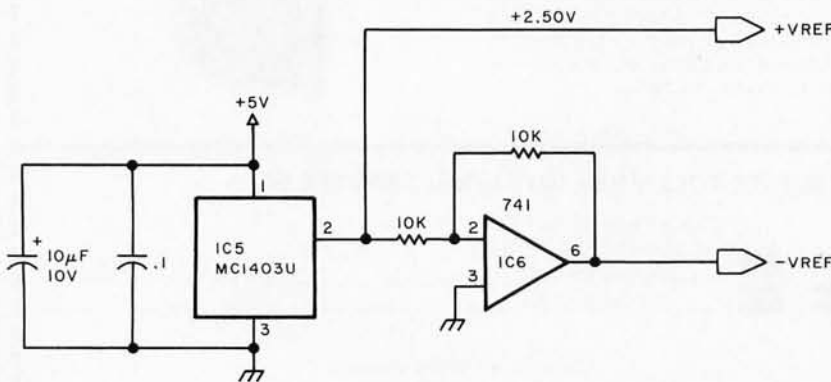 +2.50V
+VREF
+5V
10K
1
741
2
10K
2
IC5
MC1403U
IC6
6
-VREF
+
10µF
10V
.1
3
3